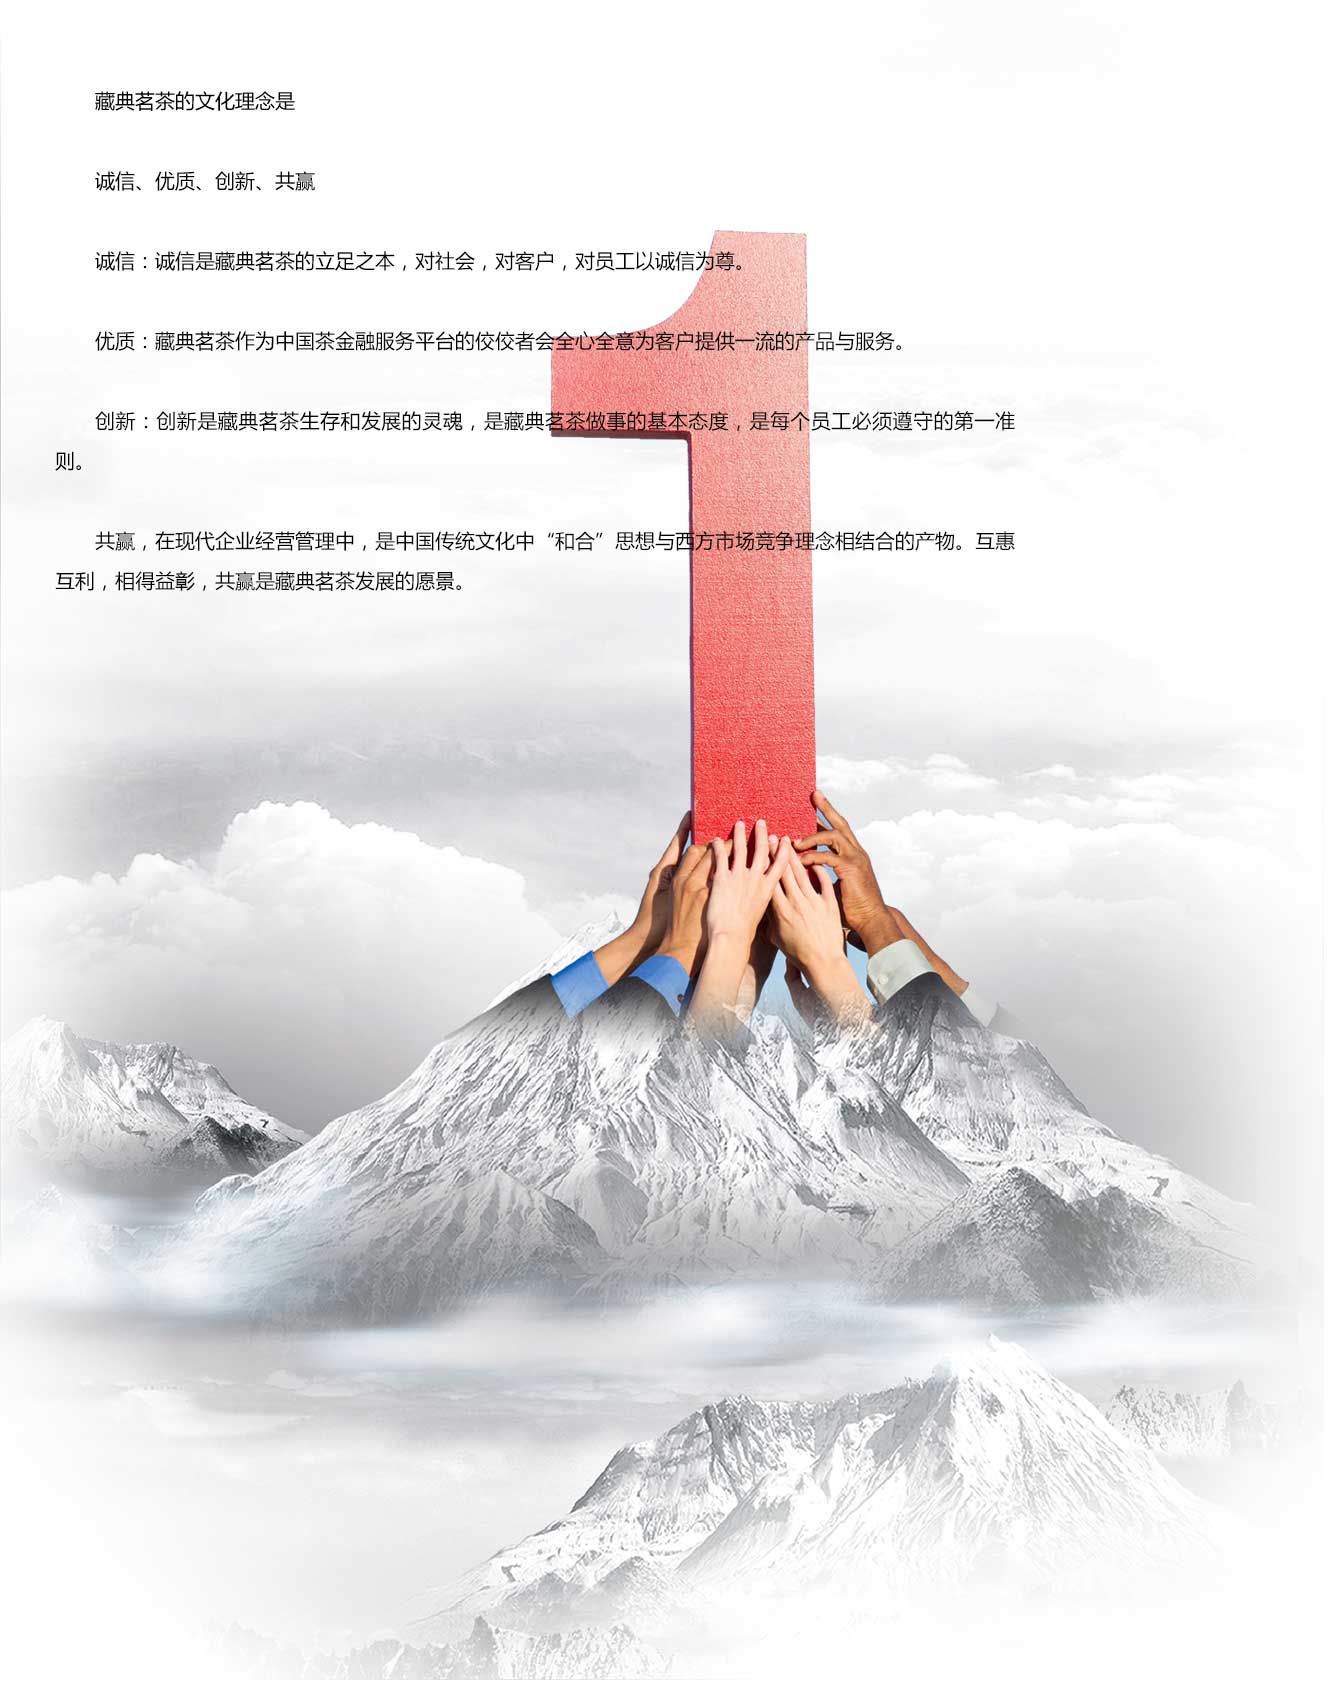 藏典茗茶的文化理念是
诚信、优质、创新、共赢
诚信：诚信是藏典茗茶的立足之本，对社会，对客户，对员工以诚信为尊。
优质：藏典茗茶作为中国茶金融服务平台的佼佼者会全心全意为客户提供一流的产品与服务。
创新：创新是藏典茗茶生存和发展的灵魂，是藏典茗茶做事的基本态度，是每个员工必须遵守的第一准
则。
共赢，在现代企业经营管理中，是中国传统文化中“和合”思想与西方市场竞争理念相结合的产物。互惠
互利，相得益彰，共赢是藏典茗茶发展的愿景。
1